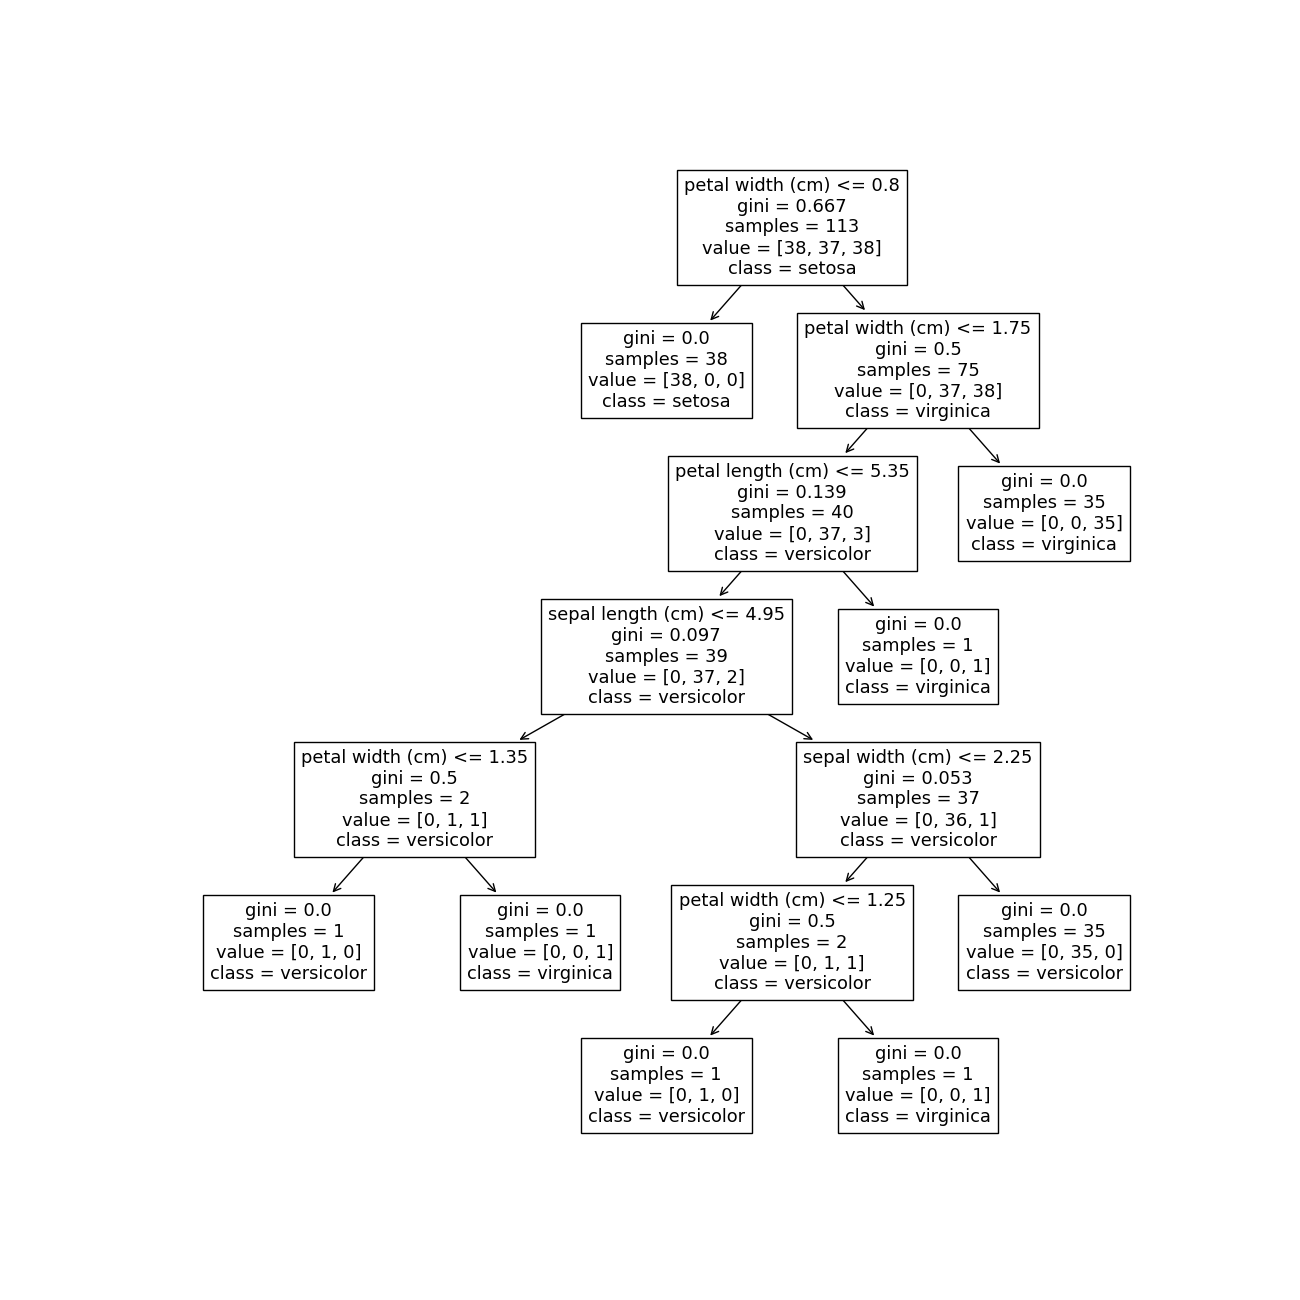 petal width (cm) <= 0.8
gini = 0.667
samples = 113
value = [38, 37, 38]
class = setosa
gini = 0.0
samples = 38
value = [38, 0, 0]
class = setosa
petal width (cm) <= 1.75
gini = 0.5
samples = 75
value = [0, 37, 38]
class = virginica
petal length (cm) <= 5.35
gini = 0.139
samples = 40
value = [0, 37, 3]
class = versicolor
gini = 0.0
samples = 35
value = [0, 0, 35]
class = virginica
sepal length (cm) <= 4.95
gini = 0.097
samples = 39
value = [0, 37, 2]
class = versicolor
gini = 0.0
samples = 1
value = [0, 0, 1]
class = virginica
petal width (cm) <= 1.35
gini = 0.5
samples = 2
value = [0, 1, 1]
class = versicolor
sepal width (cm) <= 2.25
gini = 0.053
samples = 37
value = [0, 36, 1]
class = versicolor
gini = 0.0
samples = 1
value = [0, 1, 0]
class = versicolor
gini = 0.0
samples = 1
value = [0, 0, 1]
class = virginica
petal width (cm) <= 1.25
gini = 0.5
samples = 2
value = [0, 1, 1]
class = versicolor
gini = 0.0
samples = 35
value = [0, 35, 0]
class = versicolor
gini = 0.0
samples = 1
value = [0, 1, 0]
class = versicolor
gini = 0.0
samples = 1
value = [0, 0, 1]
class = virginica